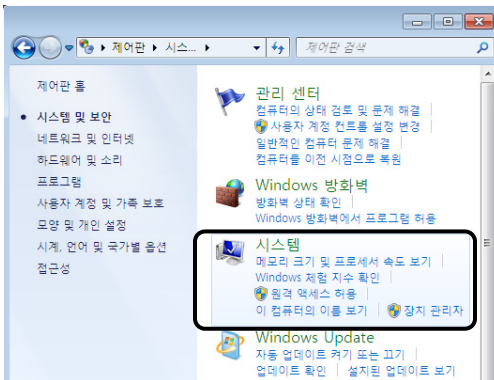 제어판 ▸ 시스... ▸
제어판 검색
제어판 홈
시스템 및 보안
네트워크 및 인터넷
하드웨어 및 소리
프로그램
사용자 계정 및 가족 보호
모양 및 개인 설정
시계, 언어 및 국가별 옵션
접근성
관리 센터
컴퓨터의 상태 검토 및 문제 해결
사용자 계정 컨트롤 설정 변경
일반적인 컴퓨터 문제 해결
컴퓨터를 이전 시점으로 복원
Windows 방화벽
방화벽 상태 확인
Windows 방화벽에서 프로그램 허용
시스템
메모리 크기 및 프로세서 속도 보기
Windows 체험 지수 확인
원격 액세스 허용
이 컴퓨터의 이름 보기 | 장치 관리자
Windows Update
자동 업데이트 켜기 또는 끄기
업데이트 확인 | 설치된 업데이트 보기